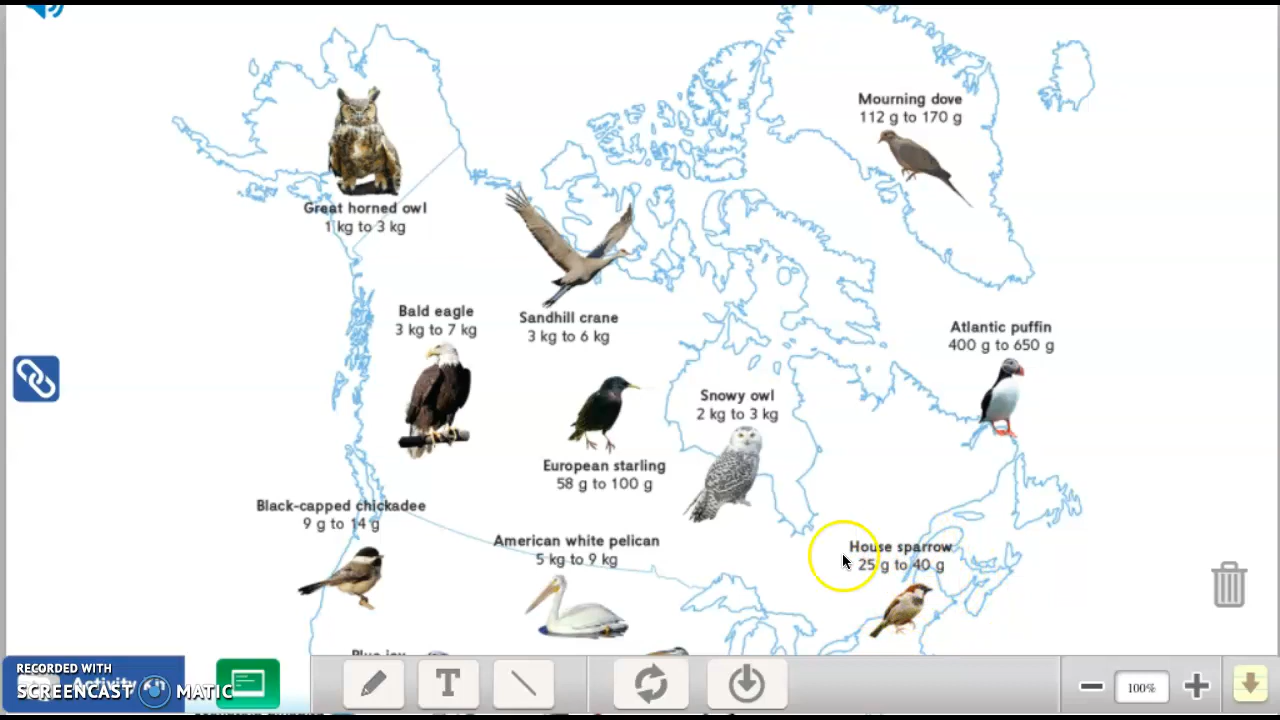 Mourning dove
112 g to 170 g
Great horned owl
1 kg to 3 kg
Bald eagle
3 kg to 7 kg
Sandhill crane
3 kg to 6 kg
Atlantic puffin
400 g to 650 g
Snowy owl
2 kg to 3 kg
European starling
58 g to 100 g
Black-capped chickadee
9 g to 14 g
American white pelican
5 kg to 9 kg
House sparrow
25 g to 40 g
Blue jay
RECORDED WITH
SCREENCAST MATIC
Activity
T
100%